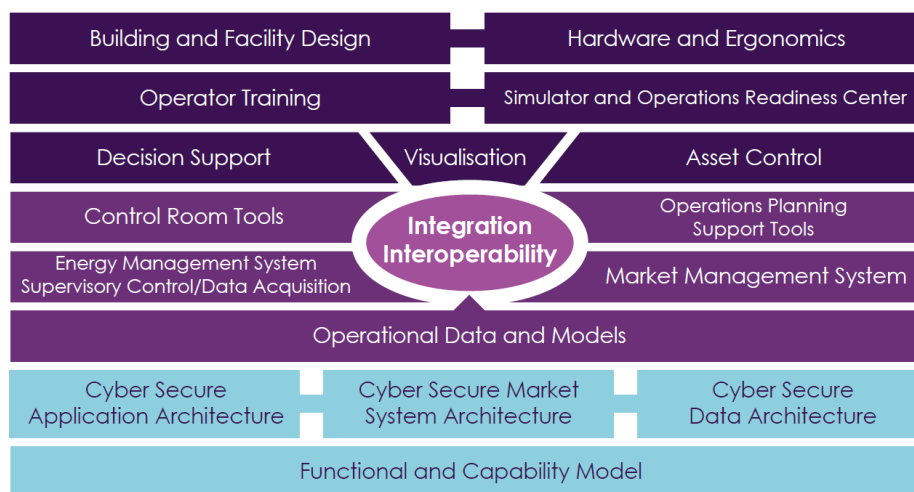 Building and Facility Design
Hardware and Ergonomics
Operator Training
Simulator and Operations Readiness Center
Decision Support
Visualisation
Asset Control
Control Room Tools
Integration
Interoperability
Operations Planning
Support Tools
Energy Management System
Supervisory Control/Data Acquisition
Market Management System
Operational Data and Models
Cyber Secure
Application Architecture
Cyber Secure Market
System Architecture
Cyber Secure
Data Architecture
Functional and Capability Model